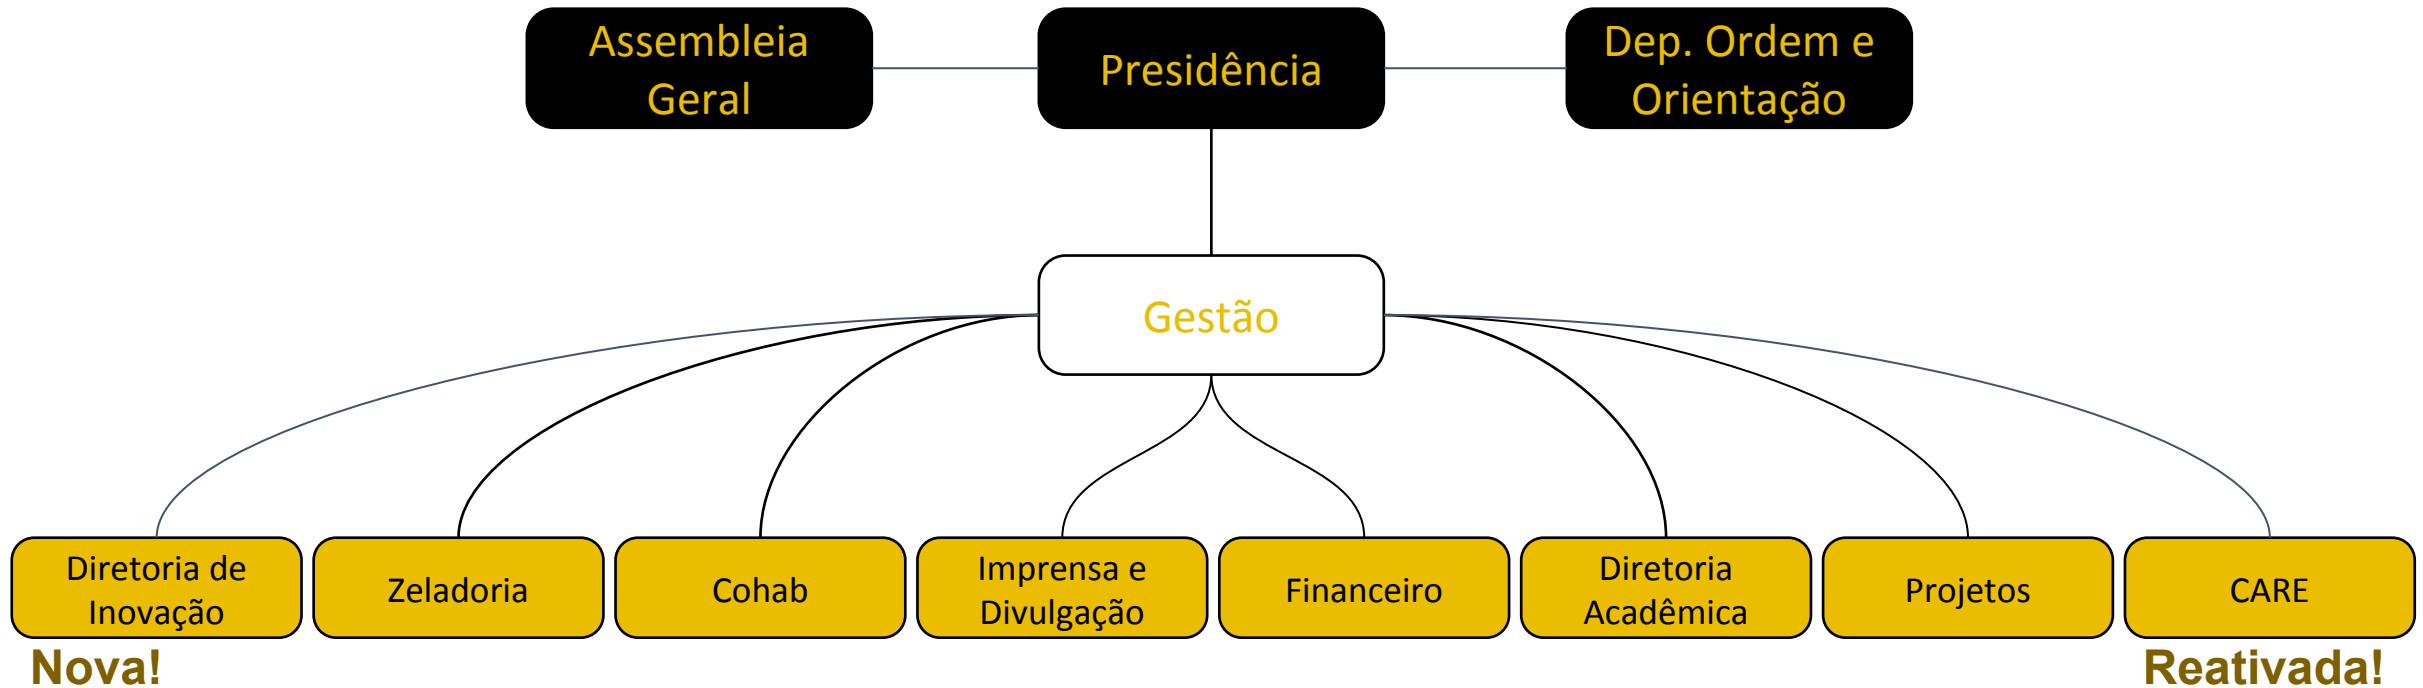 Assembleia
Geral
Presidência
Dep. Ordem e
Orientação
Gestão
Diretoria de
Inovação
Zeladoria
Cohab
Imprensa e
Divulgação
Financeiro
Diretoria
Acadêmica
Projetos
CARE
Nova!
Reativada!